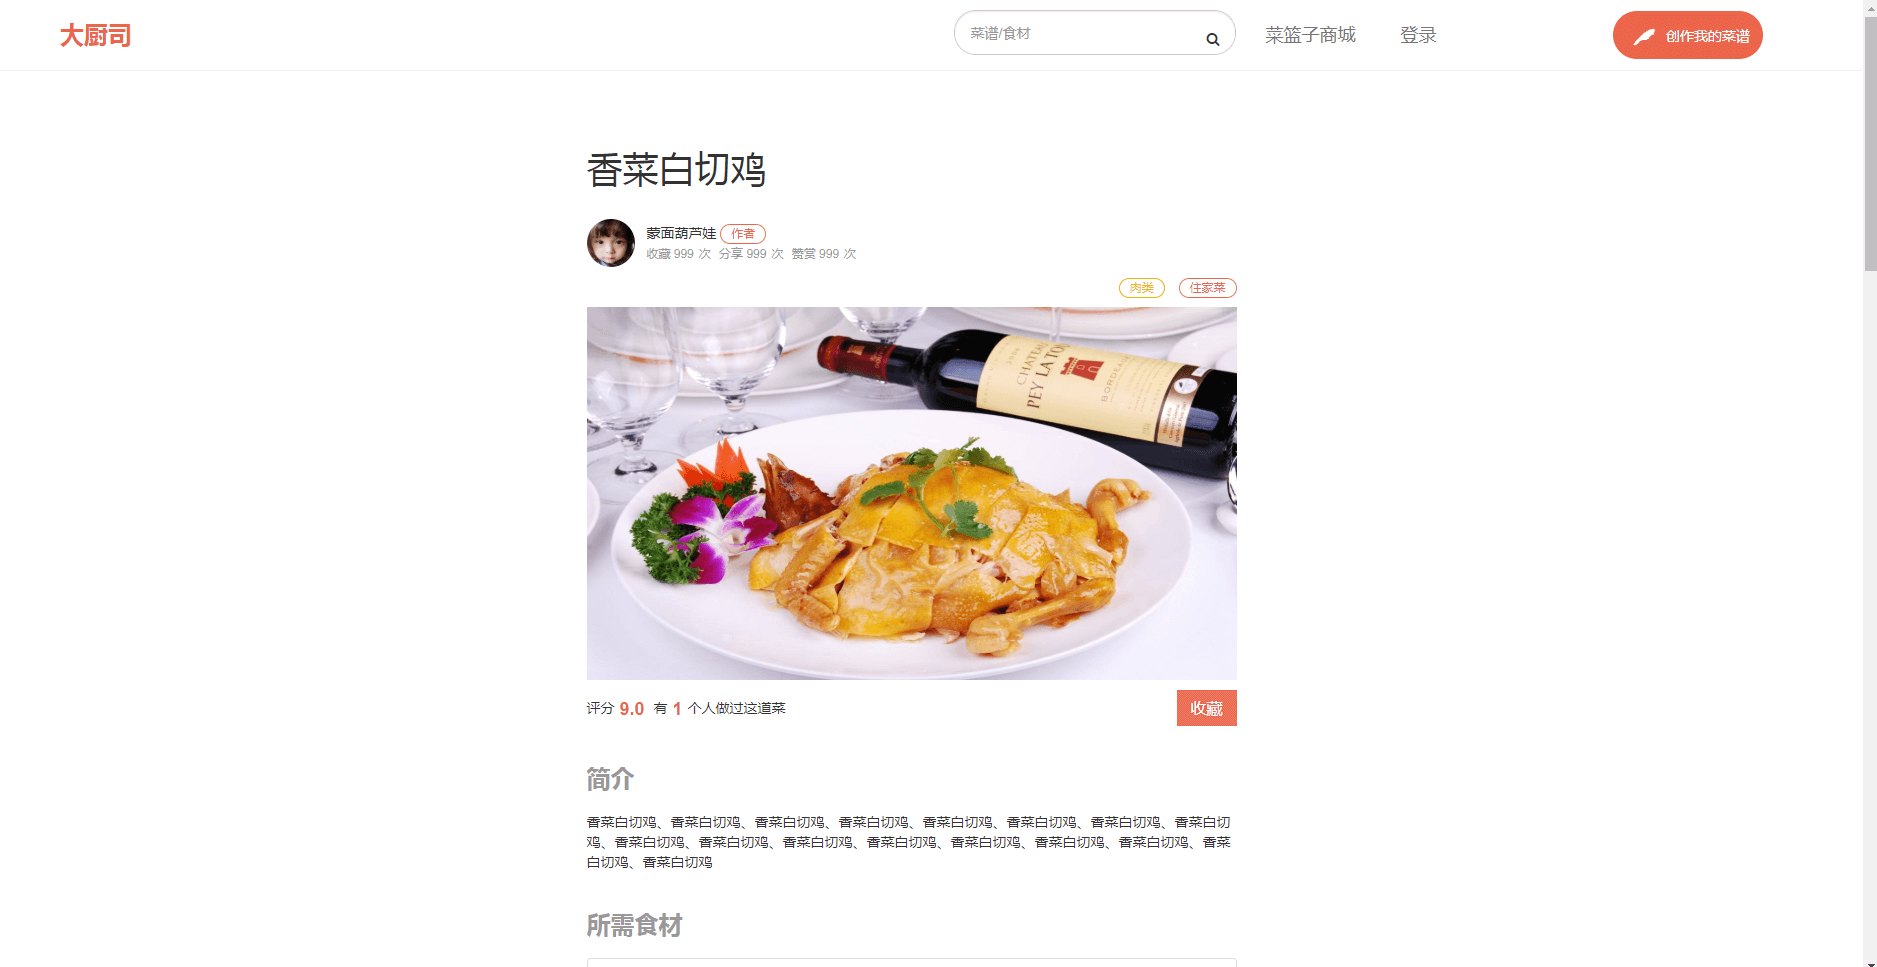 大厨司
菜谱/食材
菜篮子商城
登录
创作我的菜谱
香菜白切鸡
蒙面葫芦娃 作者
收藏 999 次 分享 999 次 赞赏 999 次
肉类 住家菜
CHATEAU
PEY LATOUR
BORDEAUX
评分 9.0 有 1 个人做过这道菜
收藏
简介
香菜白切鸡、香菜白切鸡、香菜白切鸡、香菜白切鸡、香菜白切鸡、香菜白切鸡、香菜白切鸡、香菜白切
鸡、香菜白切鸡、香菜白切鸡、香菜白切鸡、香菜白切鸡、香菜白切鸡、香菜白切鸡、香菜白切鸡、香菜
白切鸡、香菜白切鸡
所需食材